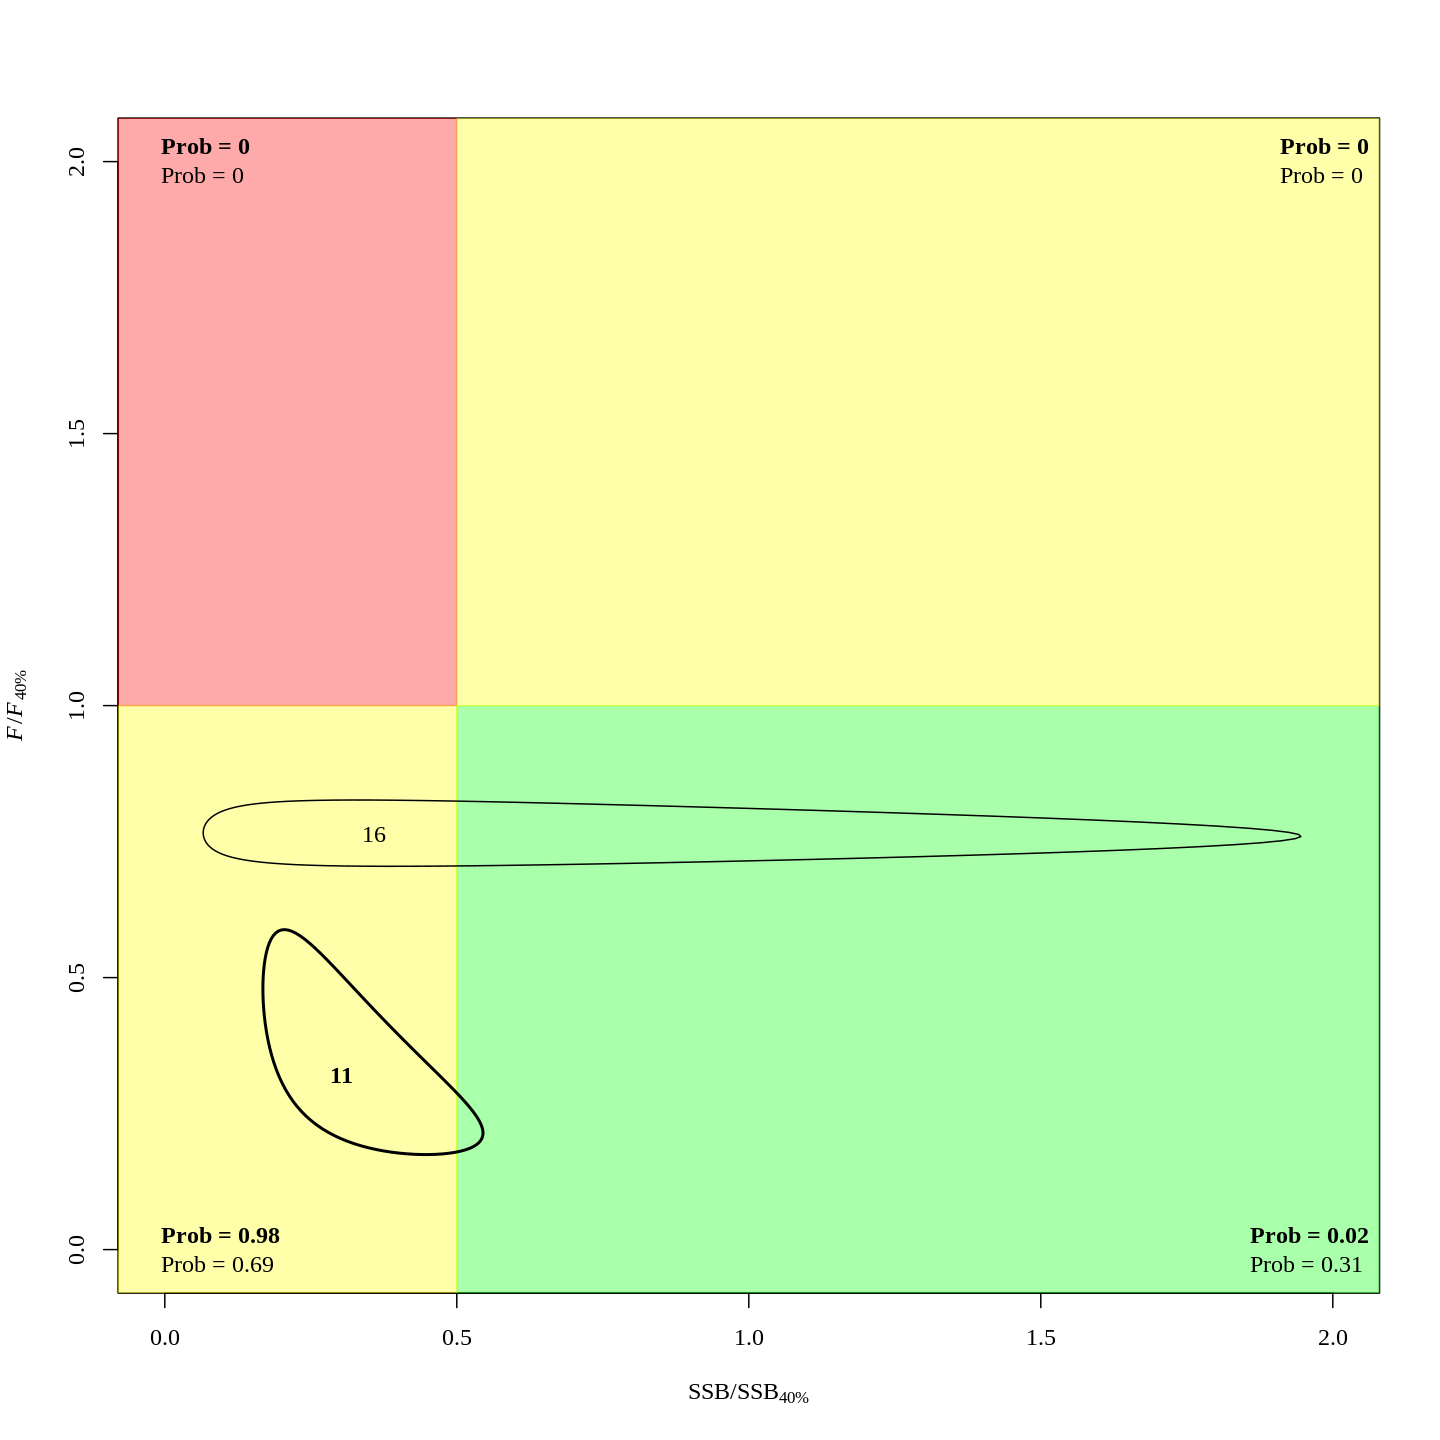 Prob = 0
Prob = 0
Prob = 0
Prob = 0
2.0
1.5
1.0
0.5
0.0
F/F40%
16
11
Prob = 0.98
Prob = 0.69
Prob = 0.02
Prob = 0.31
0.0 0.5 1.0 1.5 2.0
SSB/SSB40%